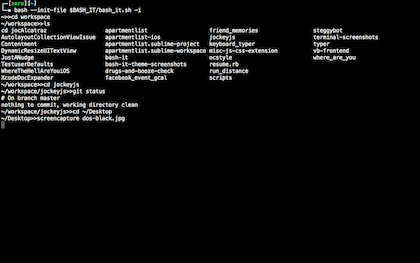 [zero][~]
bash --init-file $BASH_IT/bash_it.sh -i
~>>cd workspace
~/workspace>>ls
cd jocAlcatraz apartmentlist friend_memories steggybot
AutolayoutCollectionViewIssue apartmentlist-ios jockeyjs terminal-screenshots
Contentment apartmentlist.sublime-project keyboard_typer typer
DynamicResizeUITextView apartmentlist.sublime-workspace misc-js-css-extension vb-frontend
JustANudge bash-it ocstyle where_are_you
TestuserDefaults bash-it-theme-screenshots resume.rb
WhereTheHellAreYouiOS drugs-and-booze-check run_distance
XcodeDocExpander facebook_event_gcal scripts
~/workspace>>cd jockeyjs
~/workspace/jockeyjs>>git status
# On branch master
nothing to commit, working directory clean
~/workspace/jockeyjs>>cd ~/Desktop
~/Desktop>>screencapture dos-black.jpg